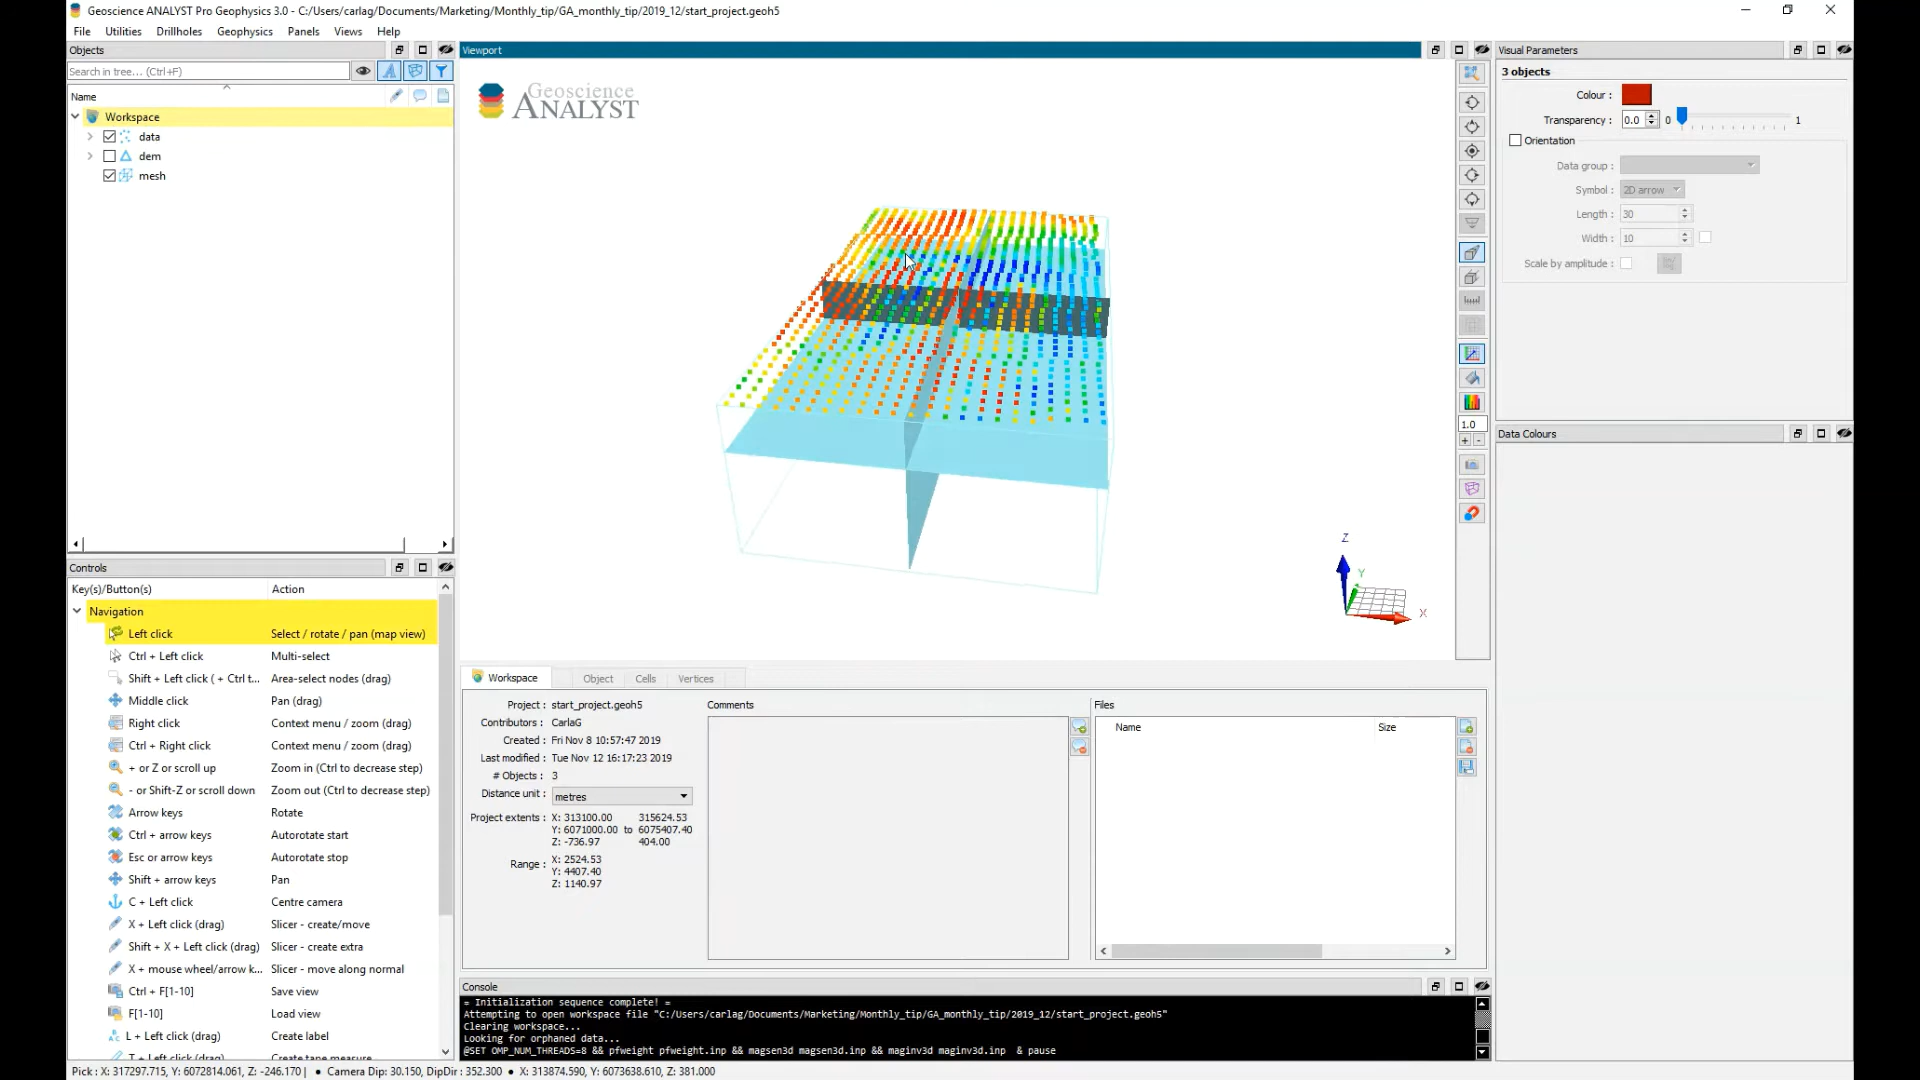 Geoscience ANALYST Pro Geophysics 3.0 - C:/Users/carlag/Documents/Marketing/Monthly_tip/GA_monthly_tip/2019_12/start_project.geoh5
File Utilities Drillholes Geophysics Panels Views Help
Objects
Search in tree... (Ctrl+F)
Name
Workspace
data
dem
mesh
Viewport
Geoscience
ANALYST
Z
Y
X
1.0
+ -
Visual Parameters
3 objects
Colour :
Transparency : 0.0 0 1
Orientation
Data group :
Symbol : 2D arrow
Length : 30
Width : 10
Scale by amplitude :
Data Colours
Controls
Key(s)/Button(s) Action
Navigation
Left click Select / rotate / pan (map view)
Ctrl + Left click Multi-select
Shift + Left click ( + Ctrl t... Area-select nodes (drag)
Middle click Pan (drag)
Right click Context menu / zoom (drag)
Ctrl + Right click Context menu / zoom (drag)
+ or Z or scroll up Zoom in (Ctrl to decrease step)
- or Shift-Z or scroll down Zoom out (Ctrl to decrease step)
Arrow keys Rotate
Ctrl + arrow keys Autorotate start
Esc or arrow keys Autorotate stop
Shift + arrow keys Pan
C + Left click Centre camera
X + Left click (drag) Slicer - create/move
Shift + X + Left click (drag) Slicer - create extra
X + mouse wheel/arrow k... Slicer - move along normal
Ctrl + F[1-10] Save view
F[1-10] Load view
L + Left click (drag) Create label
T + Left click (drag) Create tape measure
Workspace Object Cells Vertices
Project : start_project.geoh5
Contributors : CarlaG
Created : Fri Nov 8 10:57:47 2019
Last modified : Tue Nov 12 16:17:23 2019
# Objects : 3
Distance unit : metres
Project extents : X: 313100.00 315624.53
Y: 6071000.00 to 6075407.40
Z: -736.97 404.00
Range : X: 2524.53
Y: 4407.40
Z: 1140.97
Comments
Files
Name Size
Console
= Initialization sequence complete! =
Attempting to open workspace file "C:/Users/carlag/Documents/Marketing/Monthly_tip/GA_monthly_tip/2019_12/start_project.geoh5"
Clearing workspace...
Looking for orphaned data...
@SET OMP_NUM_THREADS=8 && pfweight pfweight.inp && magsen3d magsen3d.inp && maginv3d maginv3d.inp & pause
Pick : X: 317297.715, Y: 6072814.061, Z: -246.170 | • Camera Dip: 30.150, DipDir : 352.300 • X: 313874.590, Y: 6073638.610, Z: 381.000